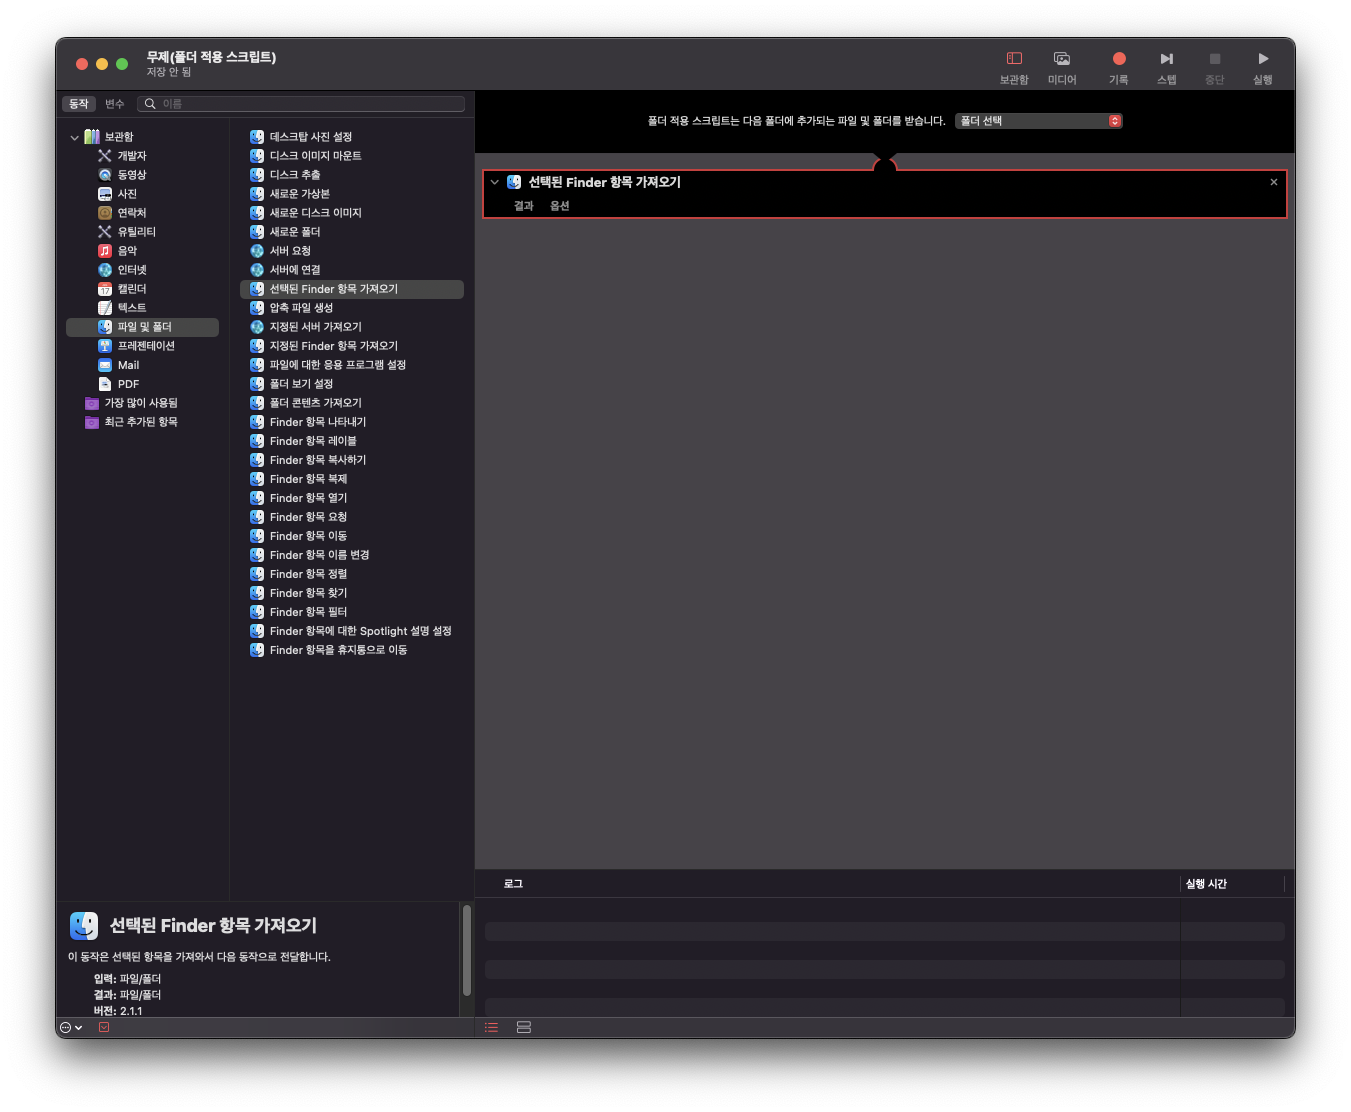 무제(폴더 적용 스크립트)
저장 안 됨
보관함
미디어
기록
스텝
중단
실행
동작
변수
이름
보관함
개발자
동영상
사진
연락처
유틸리티
음악
인터넷
캘린더
17
텍스트
파일 및 폴더
프레젠테이션
Mail
PDF
가장 많이 사용됨
최근 추가된 항목
데스크탑 사진 설정
디스크 이미지 마운트
디스크 추출
새로운 가상본
새로운 디스크 이미지
새로운 폴더
서버 요청
서버에 연결
선택된 Finder 항목 가져오기
압축 파일 생성
지정된 서버 가져오기
지정된 Finder 항목 가져오기
파일에 대한 응용 프로그램 설정
폴더 보기 설정
폴더 콘텐츠 가져오기
Finder 항목 나타내기
Finder 항목 레이블
Finder 항목 복사하기
Finder 항목 복제
Finder 항목 열기
Finder 항목 요청
Finder 항목 이동
Finder 항목 이름 변경
Finder 항목 정렬
Finder 항목 찾기
Finder 항목 필터
Finder 항목에 대한 Spotlight 설명 설정
Finder 항목을 휴지통으로 이동
폴더 적용 스크립트는 다음 폴더에 추가되는 파일 및 폴더를 받습니다. 폴더 선택
선택된 Finder 항목 가져오기
결과 옵션
로그 실행 시간
선택된 Finder 항목 가져오기
이 동작은 선택된 항목을 가져와서 다음 동작으로 전달합니다.
입력: 파일/폴더
결과: 파일/폴더
버전: 2.1.1